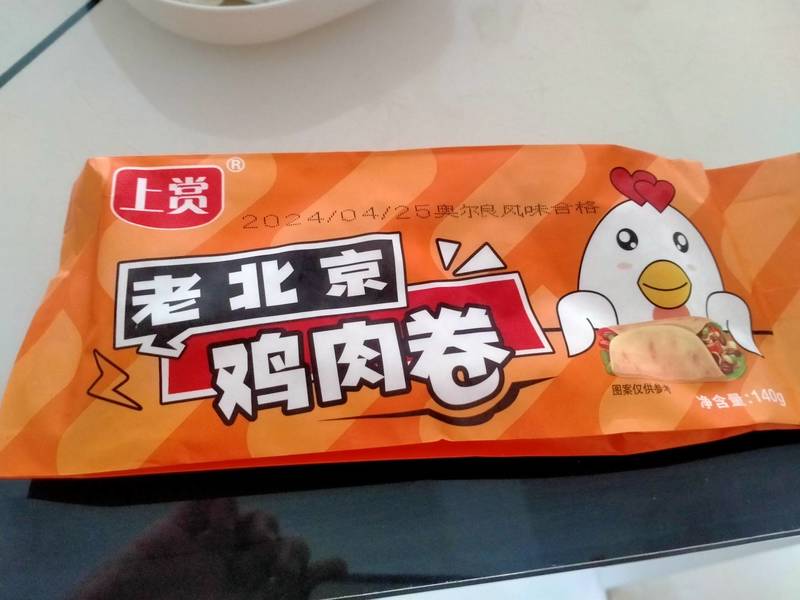 上赏®
2024/04/25奥尔良风味合格
老北京
鸡肉卷
图案仅供参考
净含量:140g